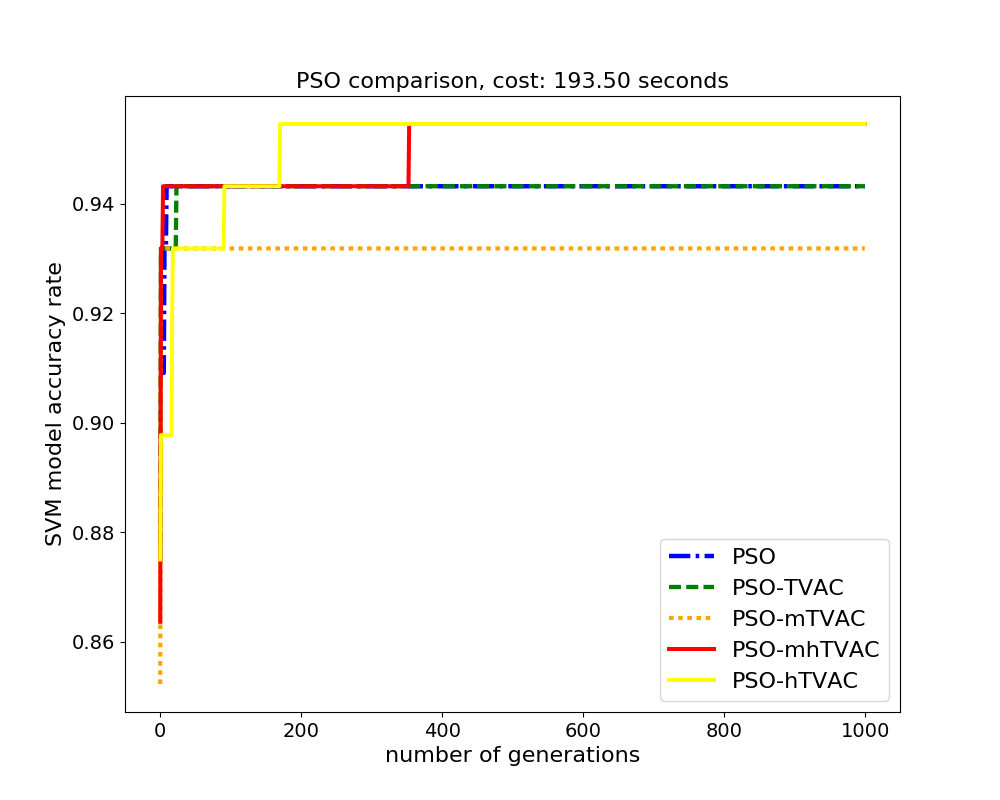 PSO comparison, cost: 193.50 seconds
SVM model accuracy rate
0.94
0.92
0.90
0.88
0.86
0
200
400
600
800
1000
number of generations
PSO
PSO-TVAC
PSO-mTVAC
PSO-mhTVAC
PSO-hTVAC